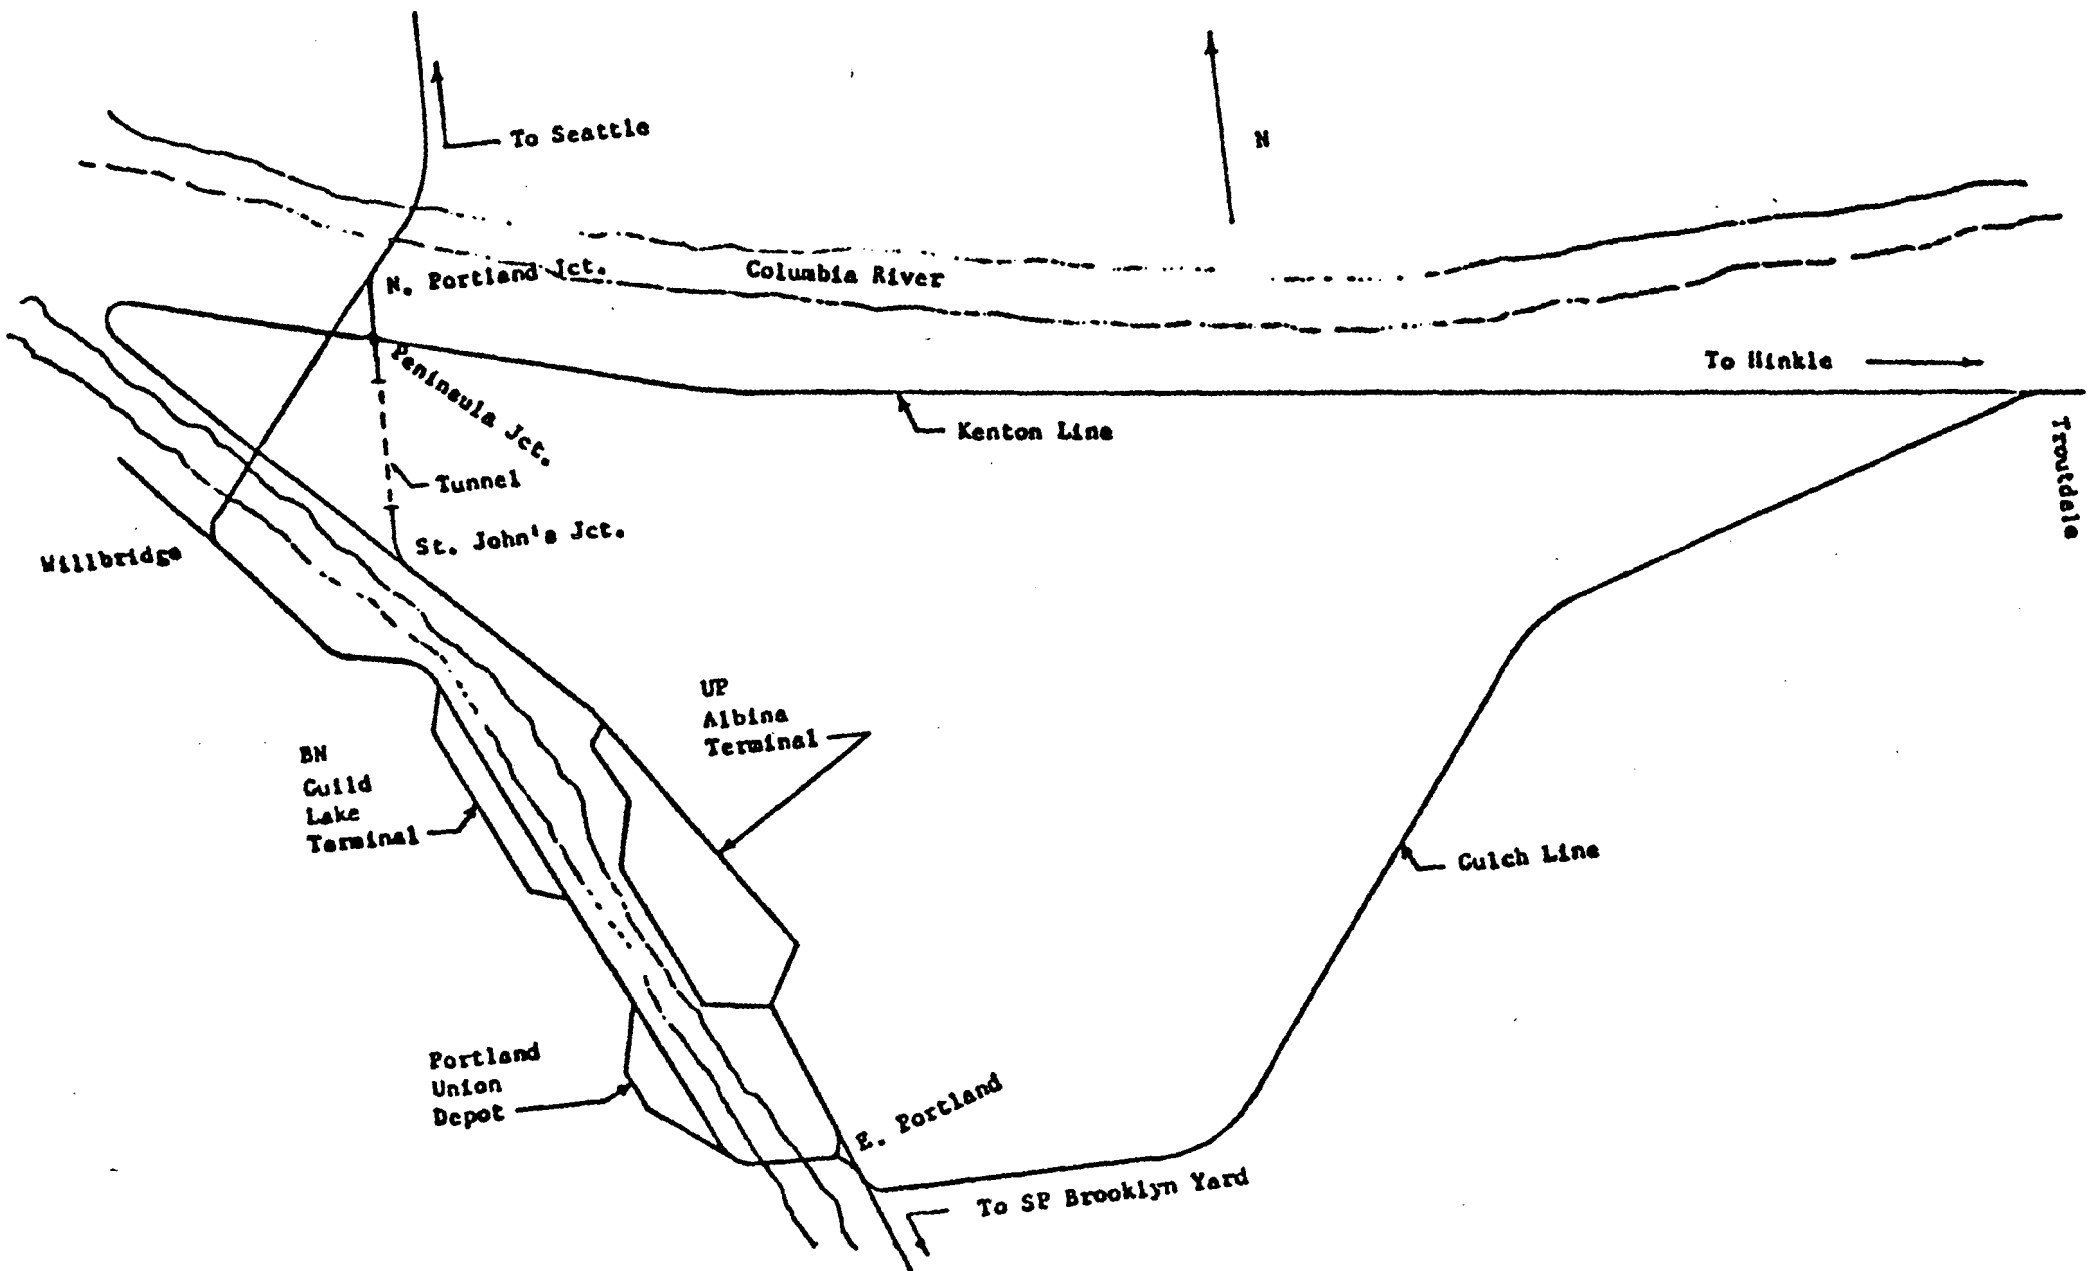 To Seattle
N
N. Portland Jct.
Columbia River
Peninsula Jct.
To Hinkle
Kenton Line
Troutdale
Tunnel
St. John's Jct.
Willbridge
UP
Albina
Terminal
BN
Guild
Lake
Terminal
Gulch Line
Portland
Union
Depot
E. Portland
To SP Brooklyn Yard